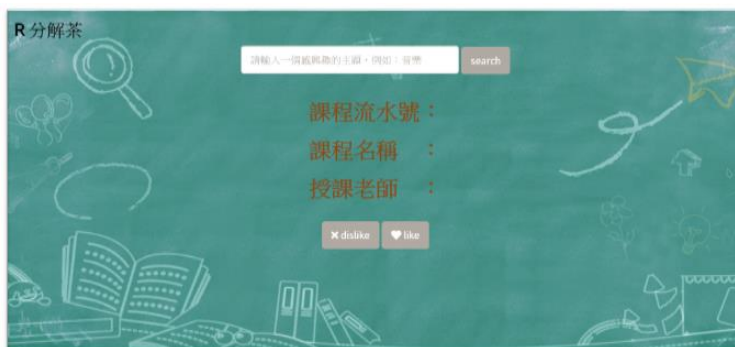 R 分解茶
請輸入一個感興趣的主題，例如：音樂
search
課程流水號：
課程名稱　：
授課老師　：
✖ dislike
♥ like